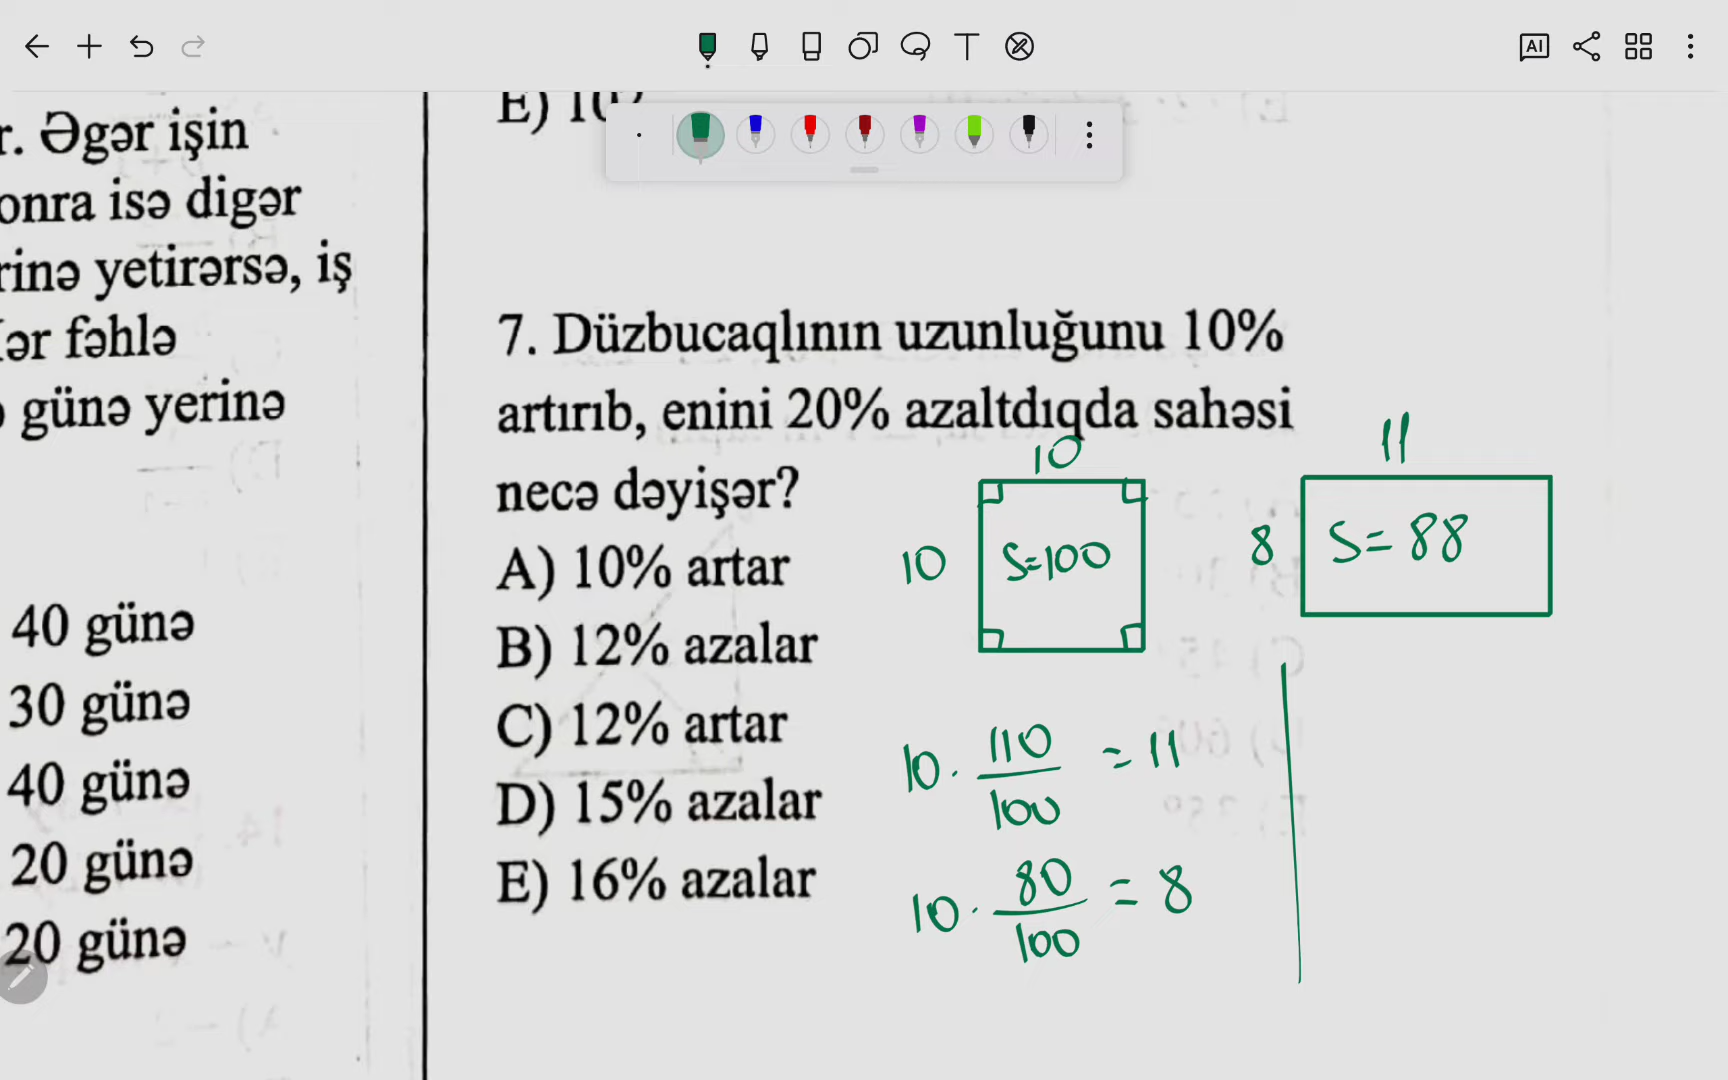 AI
E) 10
r. Əgər işin
onra isə digər
rinə yetirərsə, iş
ər fəhlə
günə yerinə
40 günə
30 günə
40 günə
20 günə
20 günə
7. Düzbucaqlının uzunluğunu 10%
artırıb, enini 20% azaltdıqda sahəsi
necə dəyişər?
A) 10% artar
B) 12% azalar
C) 12% artar
D) 15% azalar
E) 16% azalar
10
10
S=100
11
8
S= 88
10 · 110/100 = 11
10 · 80/100 = 8